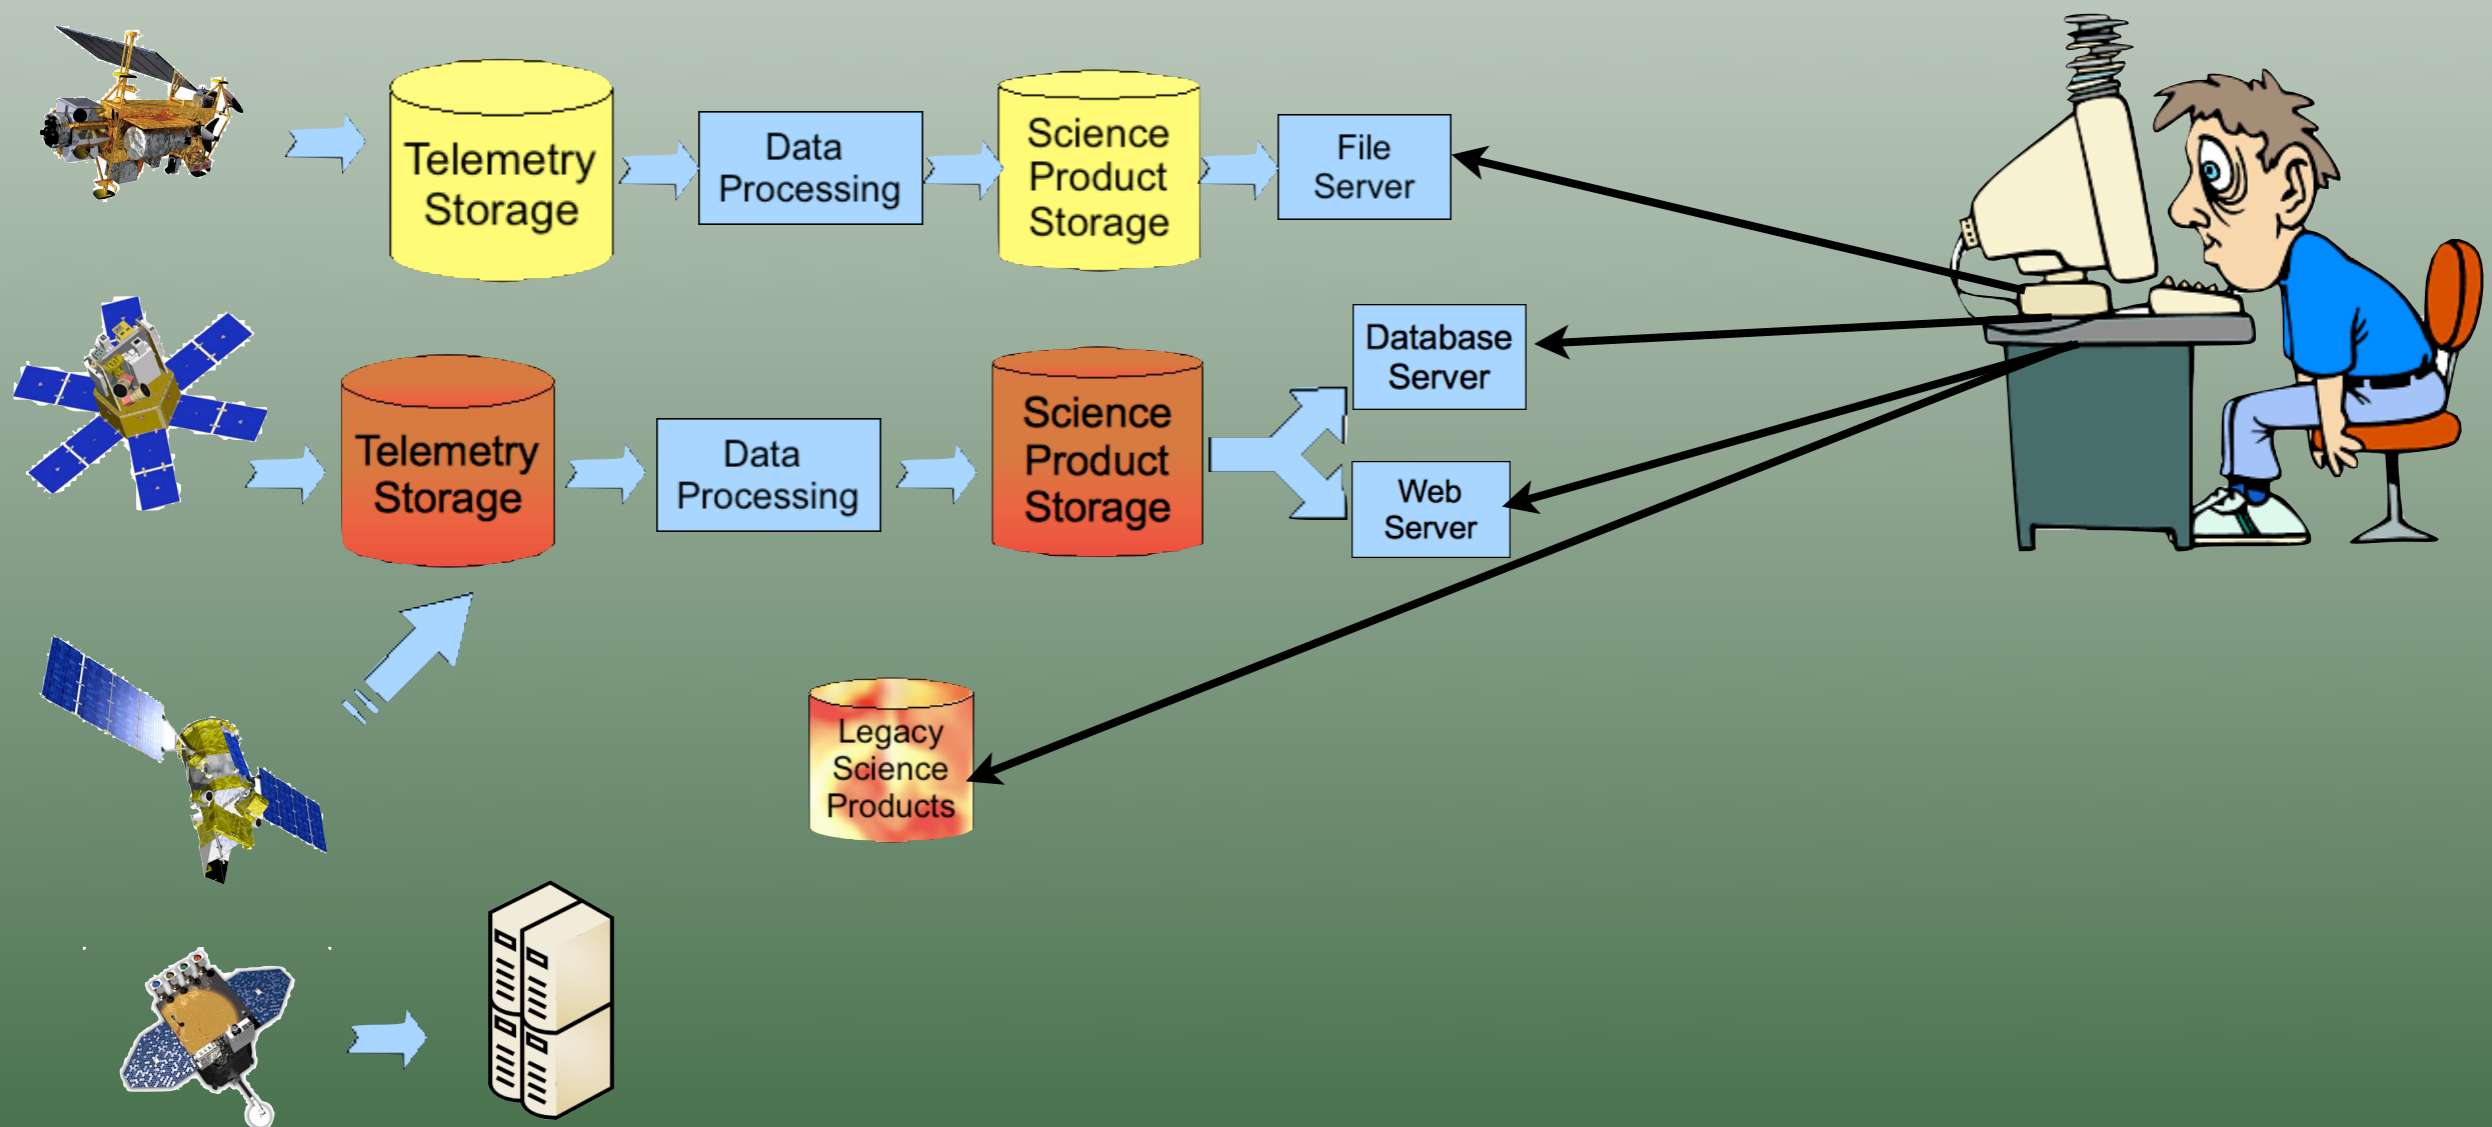 Telemetry
Storage
Data
Processing
Science
Product
Storage
File
Server
Telemetry
Storage
Data
Processing
Science
Product
Storage
Database
Server
Web
Server
Legacy
Science
Products